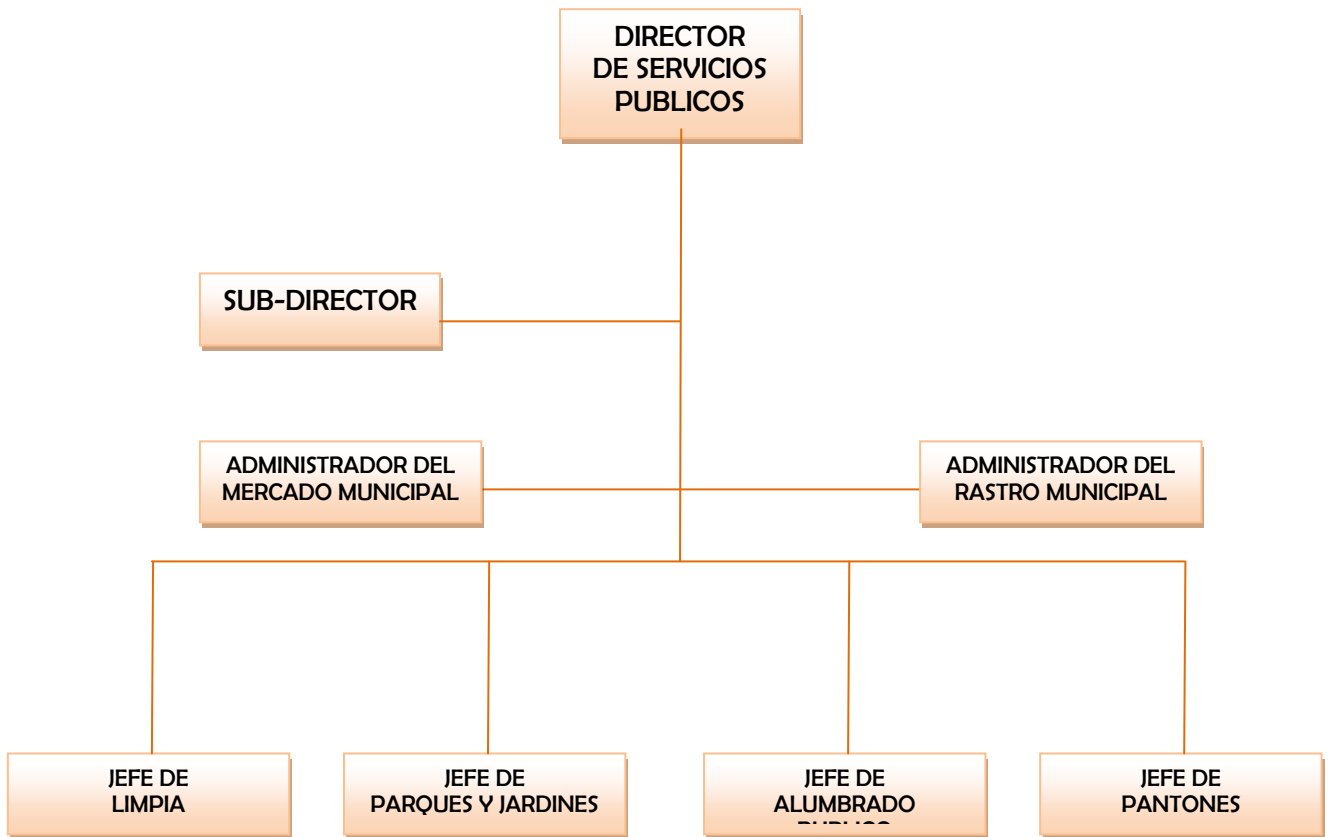 DIRECTOR
DE SERVICIOS
PUBLICOS
SUB-DIRECTOR
ADMINISTRADOR DEL
MERCADO MUNICIPAL
ADMINISTRADOR DEL
RASTRO MUNICIPAL
JEFE DE
LIMPIA
JEFE DE
PARQUES Y JARDINES
JEFE DE
ALUMBRADO
PUBLICO
JEFE DE
PANTONES